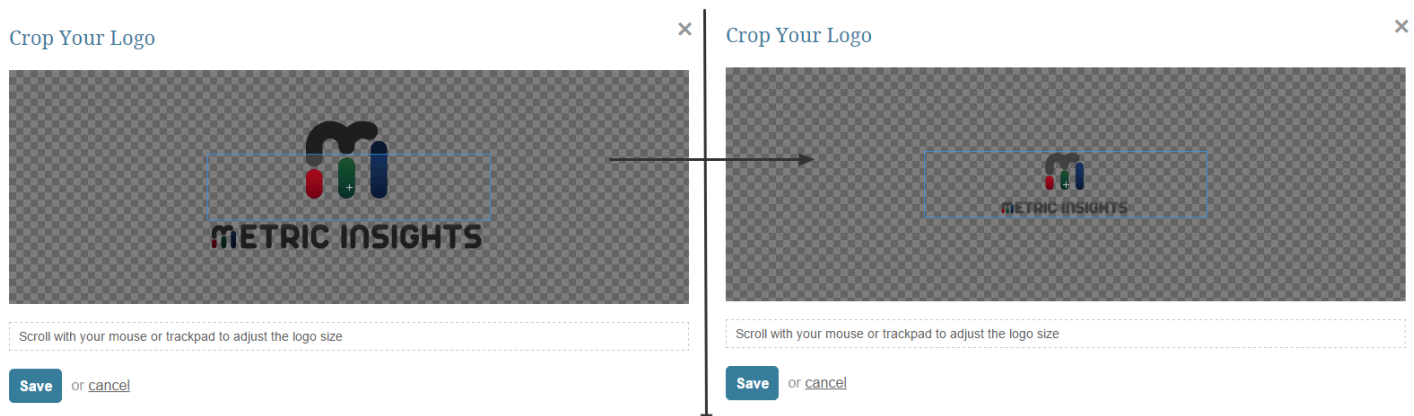 Crop Your Logo
METRIC INSIGHTS
Scroll with your mouse or trackpad to adjust the logo size
Save or cancel
Crop Your Logo
METRIC INSIGHTS
Scroll with your mouse or trackpad to adjust the logo size
Save or cancel